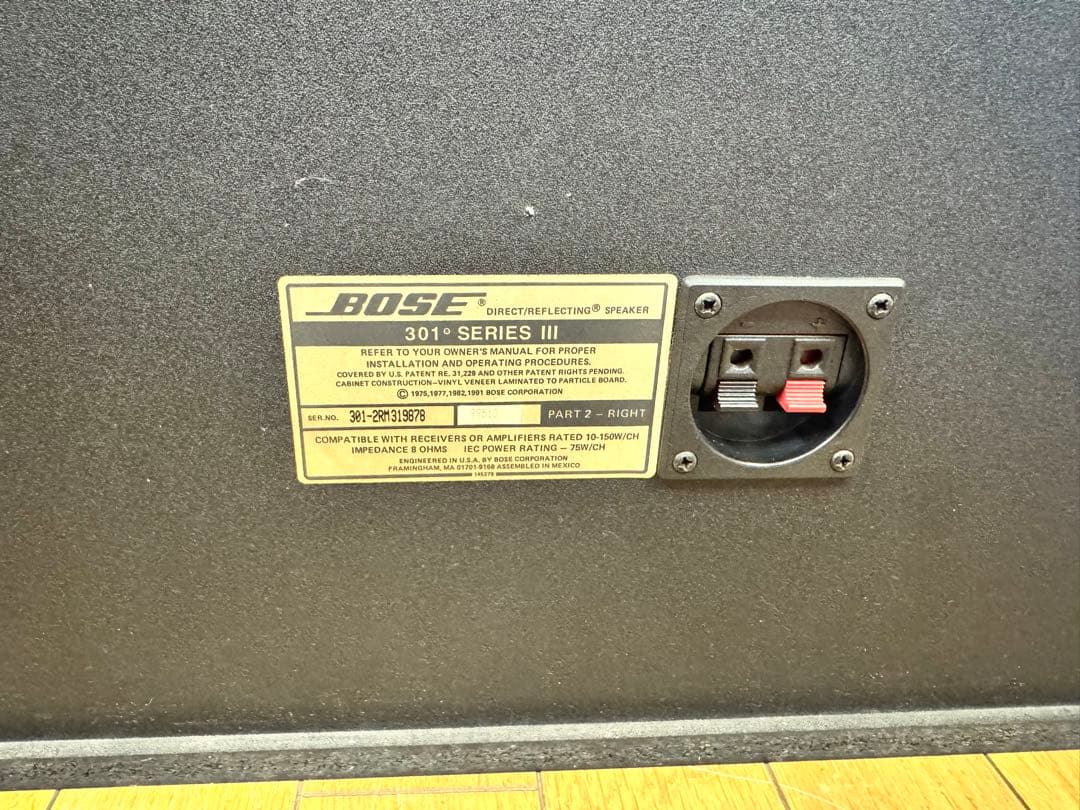 BOSE® DIRECT/REFLECTING® SPEAKER
301® SERIES III
REFER TO YOUR OWNER'S MANUAL FOR PROPER
INSTALLATION AND OPERATING PROCEDURES.
COVERED BY U.S. PATENT RE. 31,229 AND OTHER PATENT RIGHTS PENDING.
CABINET CONSTRUCTION-VINYL VENEER LAMINATED TO PARTICLE BOARD.
© 1975,1977,1982,1991 BOSE CORPORATION
SER.NO. 301-2RM319878 PART 2 - RIGHT
COMPATIBLE WITH RECEIVERS OR AMPLIFIERS RATED 10-150W/CH
IMPEDANCE 8 OHMS IEC POWER RATING - 75W/CH
ENGINEERED IN U.S.A. BY BOSE CORPORATION
FRAMINGHAM, MA 01701-9168 ASSEMBLED IN MEXICO